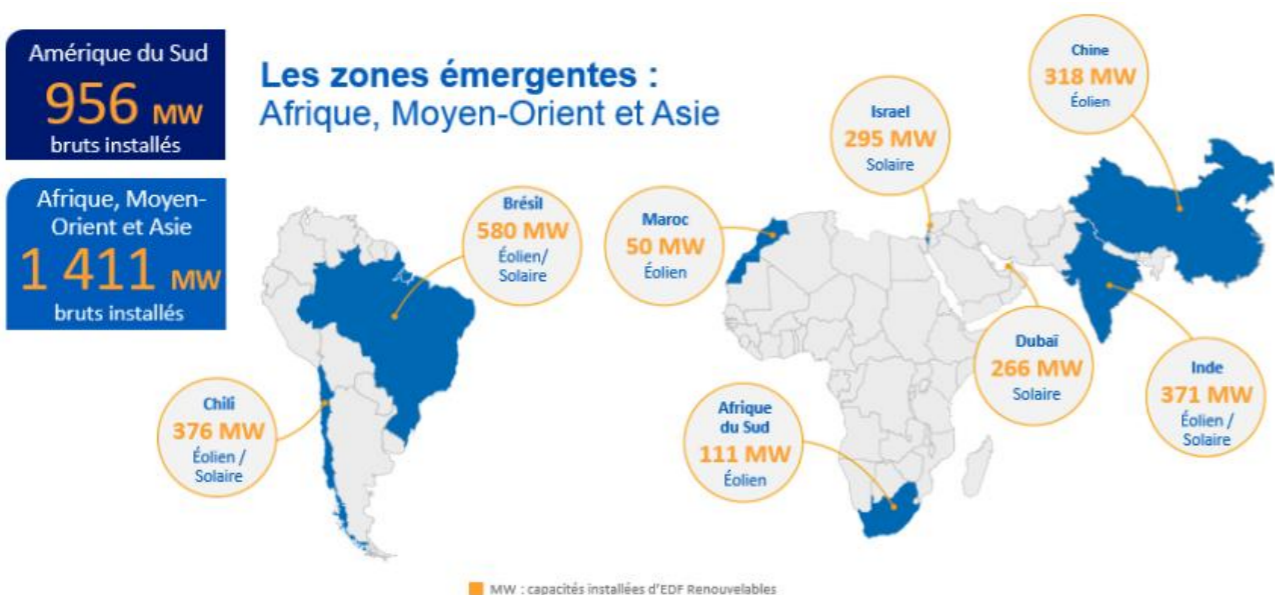 Amérique du Sud
956 MW
bruts installés
Afrique, Moyen-
Orient et Asie
1 411 MW
bruts installés
Les zones émergentes :
Afrique, Moyen-Orient et Asie
Chine
318 MW
Éolien
Israel
295 MW
Solaire
Brésil
580 MW
Éolien/
Solaire
Maroc
50 MW
Éolien
Dubaï
266 MW
Solaire
Inde
371 MW
Éolien /
Solaire
Chili
376 MW
Éolien /
Solaire
Afrique
du Sud
111 MW
Éolien
MW : capacités installées d'EDF Renouvelables